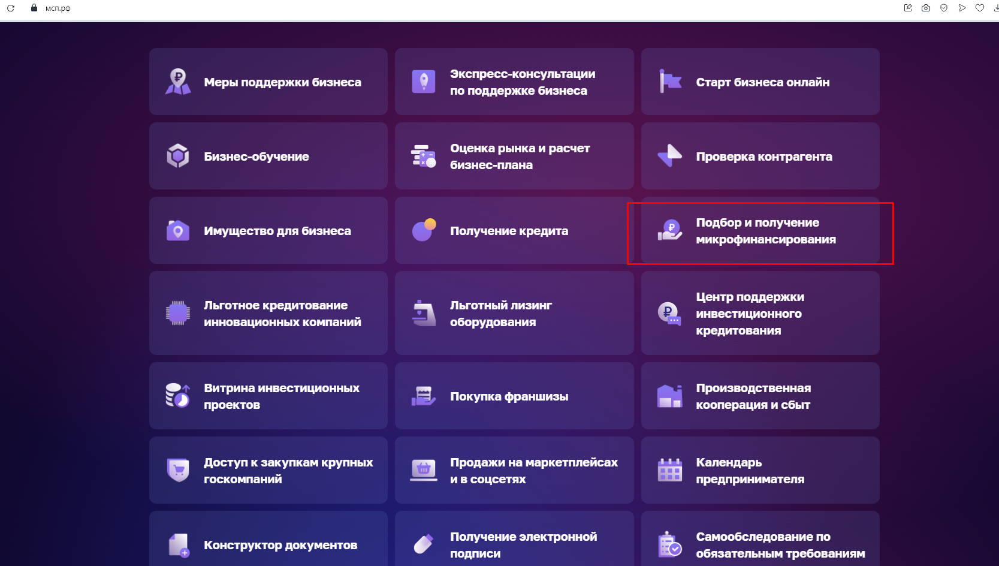 мсп.рф
Меры поддержки бизнеса
Экспресс-консультации
по поддержке бизнеса
Старт бизнеса онлайн
Бизнес-обучение
Оценка рынка и расчет
бизнес-плана
Проверка контрагента
Имущество для бизнеса
Получение кредита
Подбор и получение
микрофинансирования
Льготное кредитование
инновационных компаний
Льготный лизинг
оборудования
Центр поддержки
инвестиционного
кредитования
Витрина инвестиционных
проектов
Покупка франшизы
Производственная
кооперация и сбыт
Доступ к закупкам крупных
госкомпаний
Продажи на маркетплейсах
и в соцсетях
Календарь
предпринимателя
Конструктор документов
Получение электронной
подписи
Самообследование по
обязательным требованиям